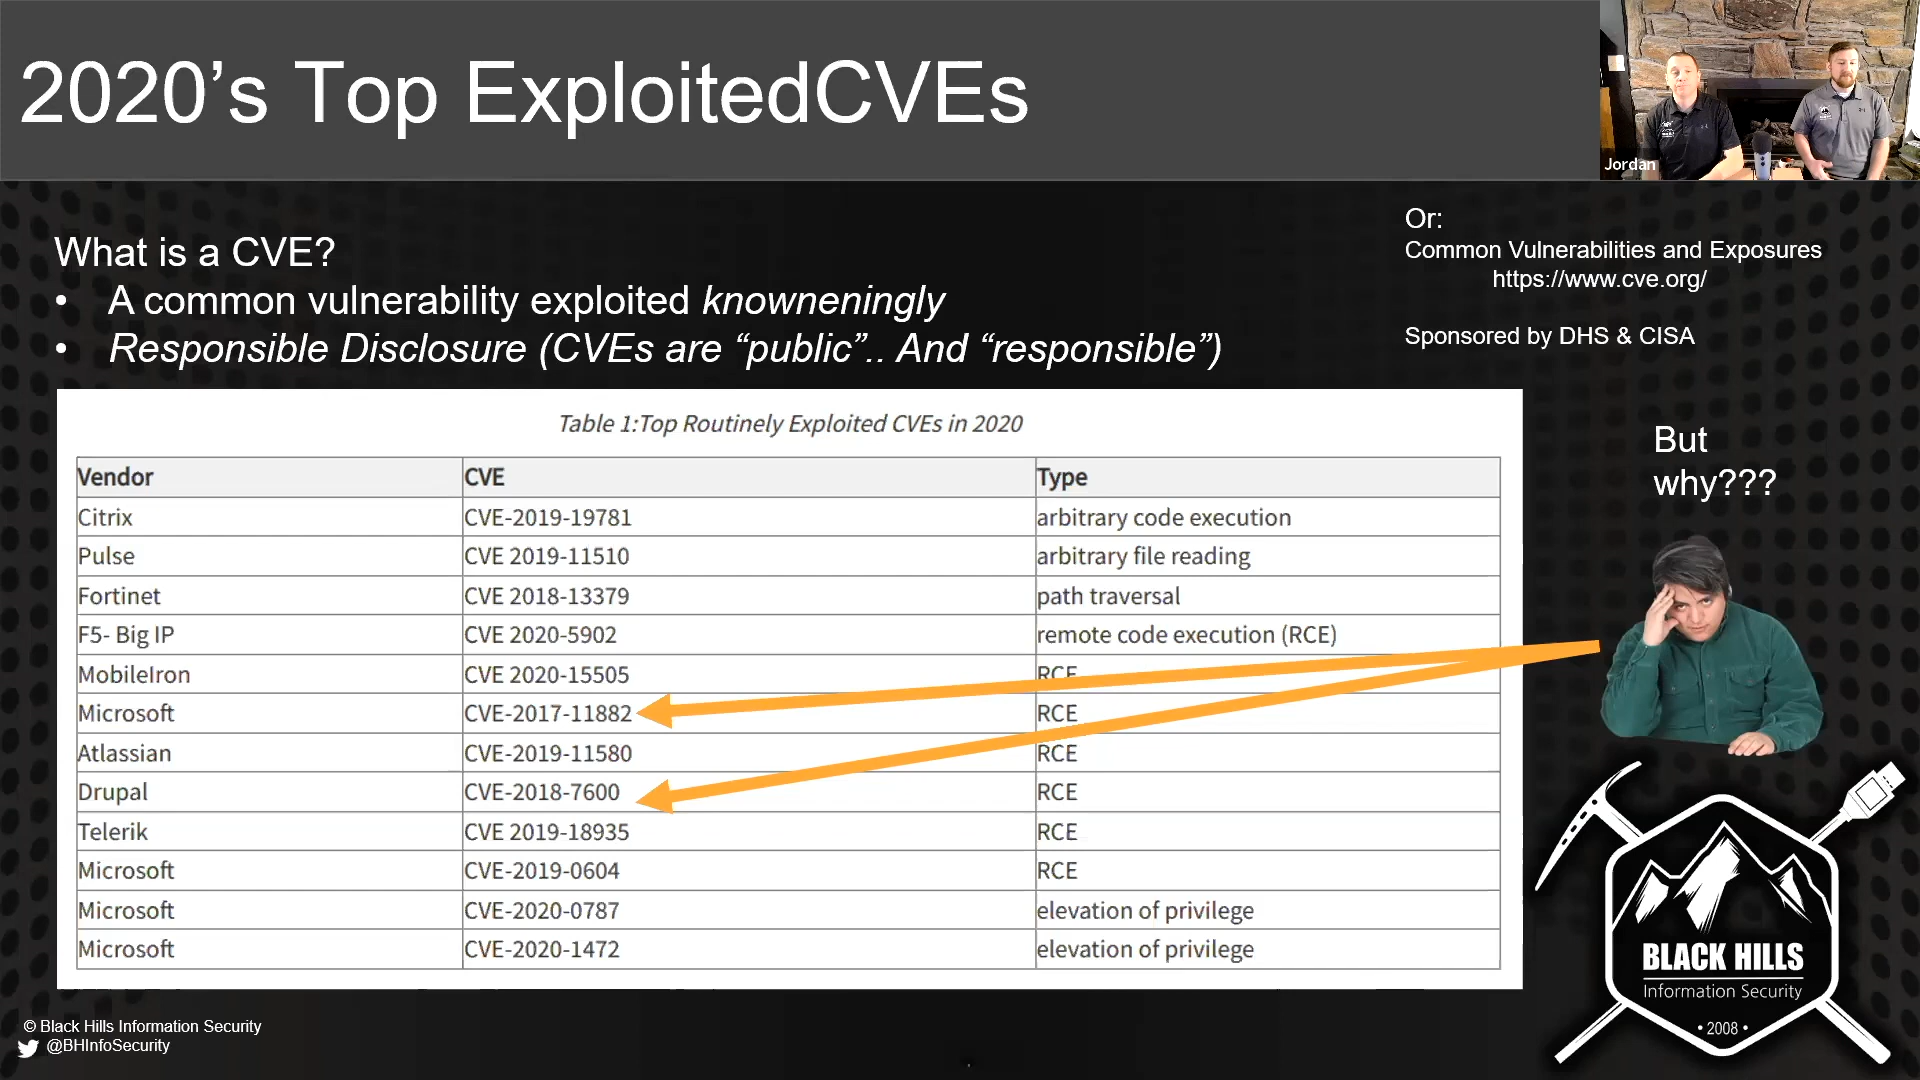 2020’s Top ExploitedCVEs
Jordan
What is a CVE?
• A common vulnerability exploited knowneningly
• Responsible Disclosure (CVEs are “public”.. And “responsible”)
Or:
Common Vulnerabilities and Exposures
https://www.cve.org/
Sponsored by DHS & CISA
Table 1:Top Routinely Exploited CVEs in 2020
Vendor CVE Type
Citrix CVE-2019-19781 arbitrary code execution
Pulse CVE 2019-11510 arbitrary file reading
Fortinet CVE 2018-13379 path traversal
F5- Big IP CVE 2020-5902 remote code execution (RCE)
MobileIron CVE 2020-15505 RCE
Microsoft CVE-2017-11882 RCE
Atlassian CVE-2019-11580 RCE
Drupal CVE-2018-7600 RCE
Telerik CVE 2019-18935 RCE
Microsoft CVE-2019-0604 RCE
Microsoft CVE-2020-0787 elevation of privilege
Microsoft CVE-2020-1472 elevation of privilege
But
why???
BLACK HILLS
Information Security
• 2008 •
© Black Hills Information Security
@BHInfoSecurity